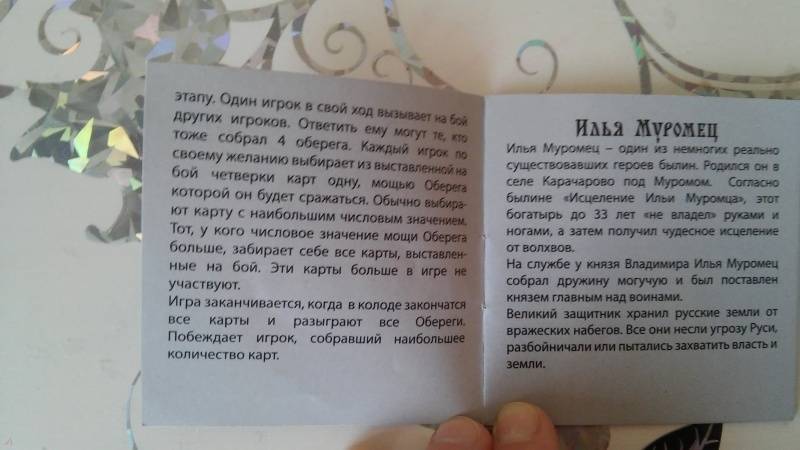 этапу. Один игрок в свой ход вызывает на бой
других игроков. Ответить ему могут те, кто
тоже собрал 4 оберега. Каждый игрок по
своему желанию выбирает из выставленной на
бой четверки карт одну, мощью Оберега
которой он будет сражаться. Обычно выбира-
ют карту с наибольшим числовым значением.
Тот, у кого числовое значение мощи Оберега
больше, забирает себе все карты, выставлен-
ные на бой. Эти карты больше в игре не
участвуют.
Игра заканчивается, когда в колоде закончатся
все карты и разыграют все Обереги.
Побеждает игрок, собравший наибольшее
количество карт.
Илья Муромец
Илья Муромец – один из немногих реально
существовавших героев былин. Родился он в
селе Карачарово под Муромом. Согласно
былине «Исцеление Ильи Муромца», этот
богатырь до 33 лет «не владел» руками и
ногами, а затем получил чудесное исцеление
от волхвов.
На службе у князя Владимира Илья Муромец
собрал дружину могучую и был поставлен
князем главным над воинами.
Великий защитник хранил русские земли от
вражеских набегов. Все они несли угрозу Руси,
разбойничали или пытались захватить власть и
земли.